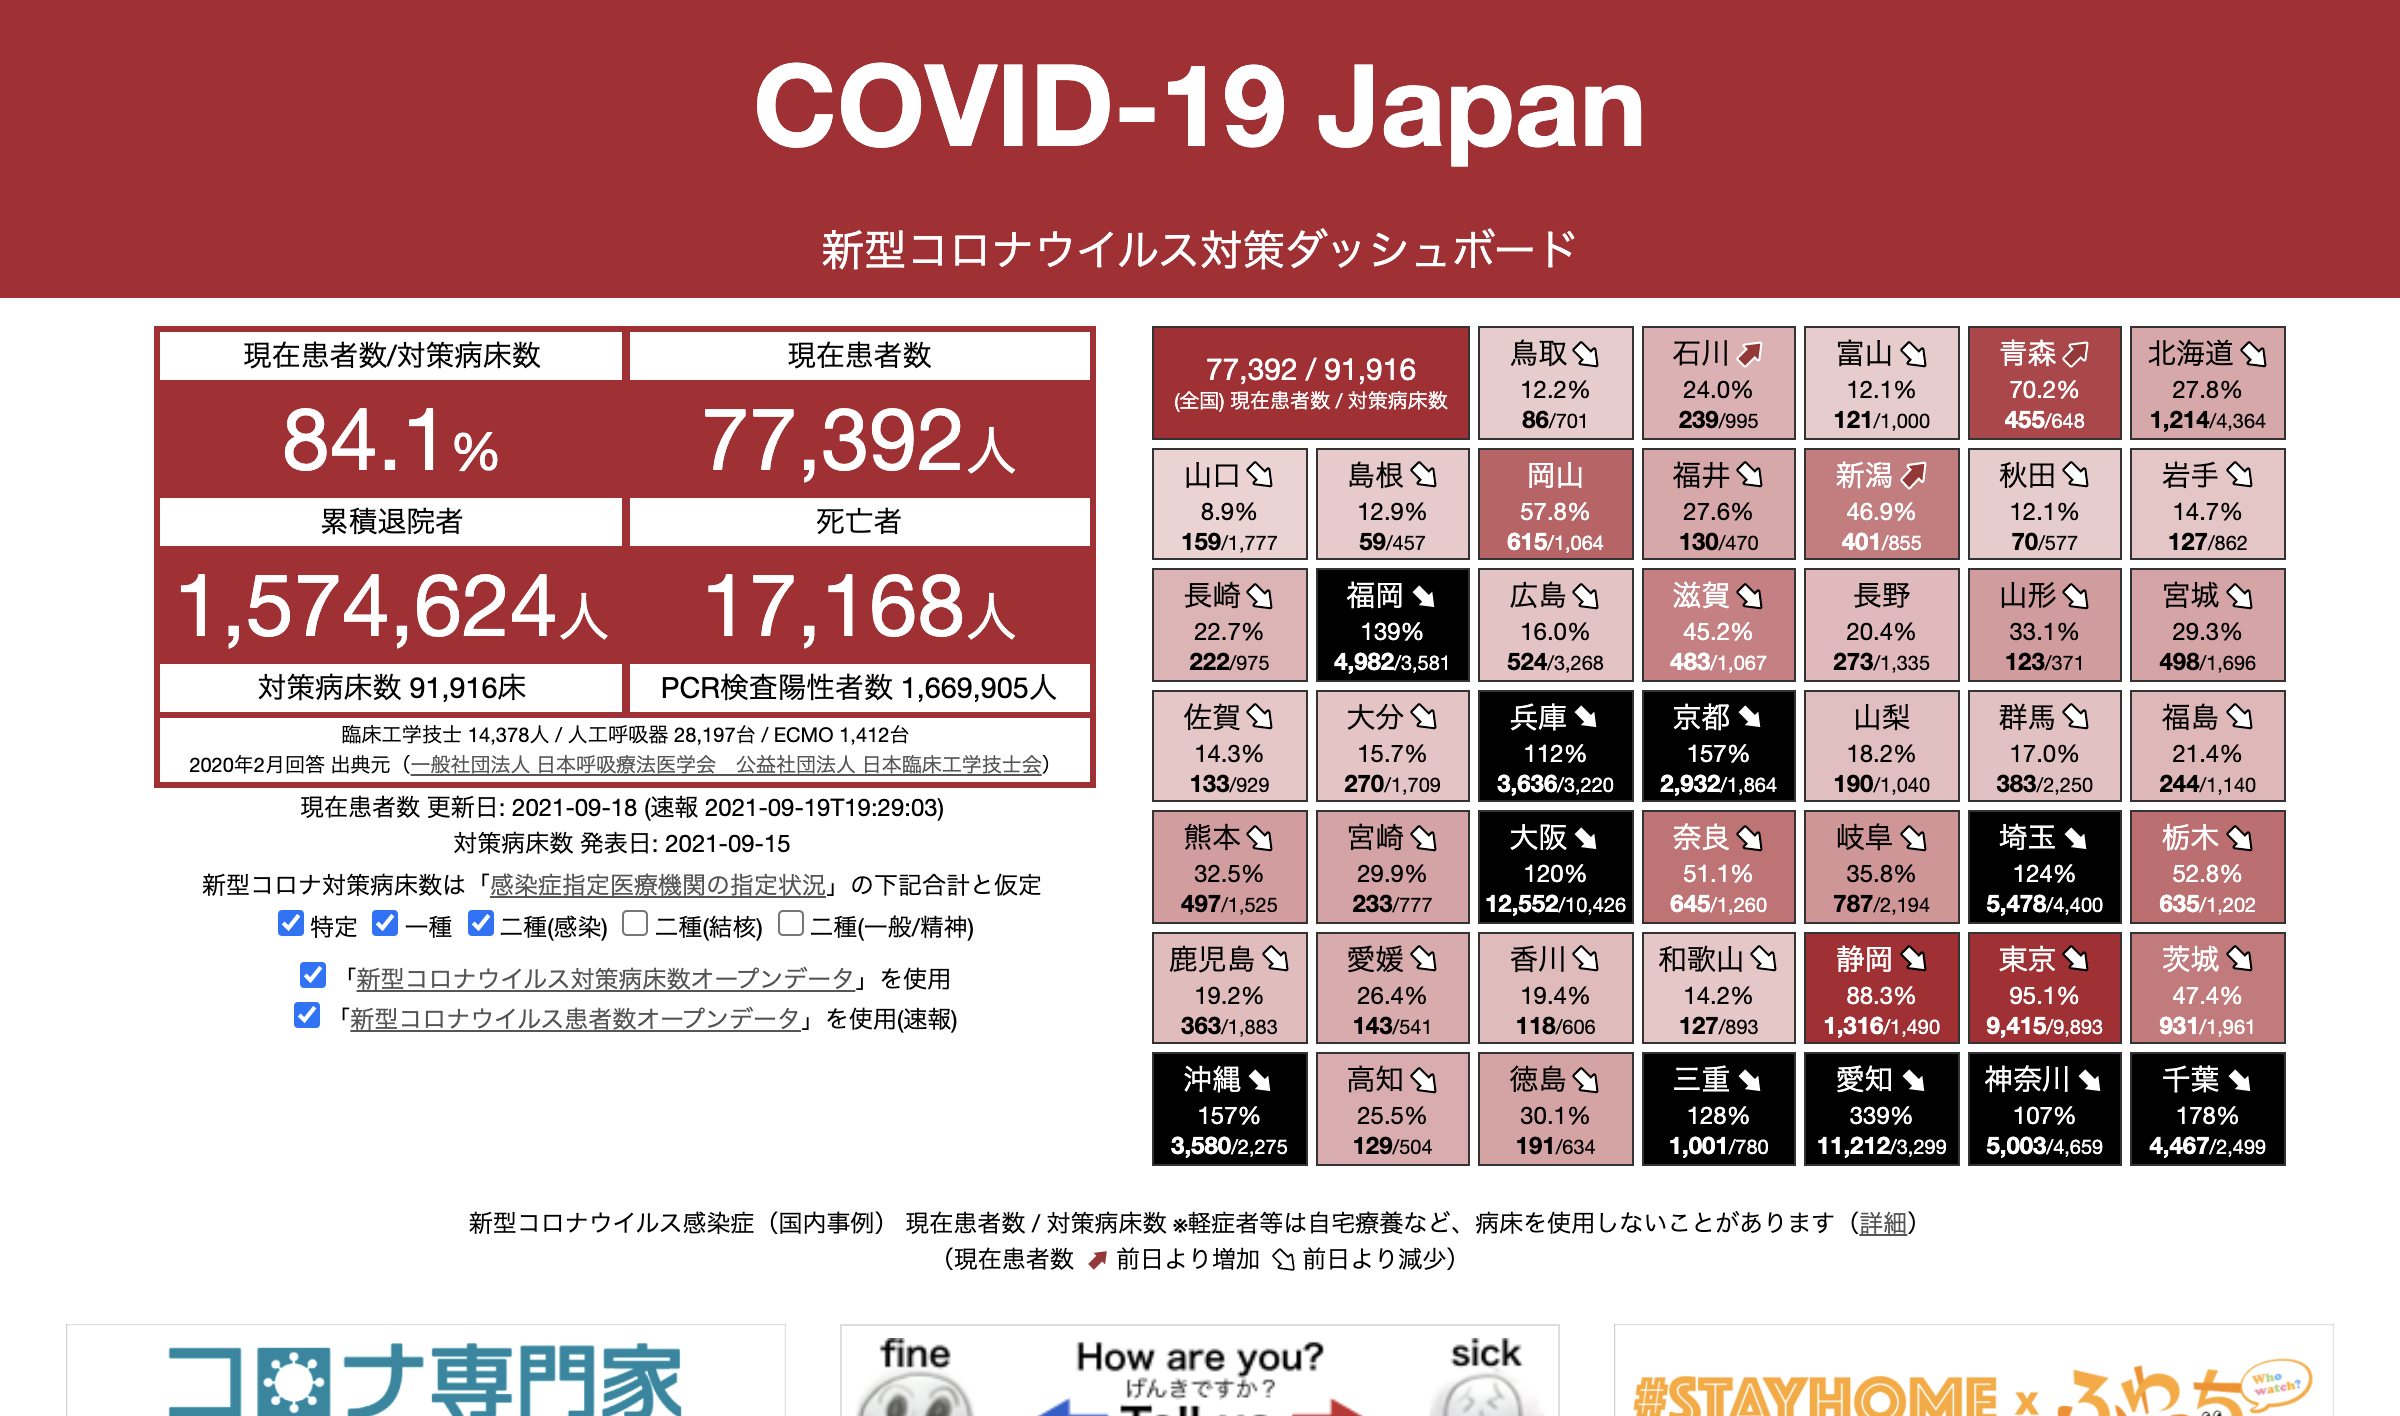 COVID-19 Japan
新型コロナウイルス対策ダッシュボード
現在患者数/対策病床数
現在患者数
84.1%
77,392人
累積退院者
死亡者
1,574,624人
17,168人
対策病床数 91,916床
PCR検査陽性者数 1,669,905人
臨床工学技士 14,378人 / 人工呼吸器 28,197台 / ECMO 1,412台
2020年2月回答 出典元（一般社団法人 日本呼吸療法医学会　公益社団法人 日本臨床工学技士会）
現在患者数 更新日: 2021-09-18 (速報 2021-09-19T19:29:03)
対策病床数 発表日: 2021-09-15
新型コロナ対策病床数は「感染症指定医療機関の指定状況」の下記合計と仮定
特定 一種 二種(感染) 二種(結核) 二種(一般/精神)
「新型コロナウイルス対策病床数オープンデータ」を使用
「新型コロナウイルス患者数オープンデータ」を使用(速報)
77,392 / 91,916
(全国) 現在患者数 / 対策病床数
鳥取
12.2%
86/701
石川
24.0%
239/995
富山
12.1%
121/1,000
青森
70.2%
455/648
北海道
27.8%
1,214/4,364
山口
8.9%
159/1,777
島根
12.9%
59/457
岡山
57.8%
615/1,064
福井
27.6%
130/470
新潟
46.9%
401/855
秋田
12.1%
70/577
岩手
14.7%
127/862
長崎
22.7%
222/975
福岡
139%
4,982/3,581
広島
16.0%
524/3,268
滋賀
45.2%
483/1,067
長野
20.4%
273/1,335
山形
33.1%
123/371
宮城
29.3%
498/1,696
佐賀
14.3%
133/929
大分
15.7%
270/1,709
兵庫
112%
3,636/3,220
京都
157%
2,932/1,864
山梨
18.2%
190/1,040
群馬
17.0%
383/2,250
福島
21.4%
244/1,140
熊本
32.5%
497/1,525
宮崎
29.9%
233/777
大阪
120%
12,552/10,426
奈良
51.1%
645/1,260
岐阜
35.8%
787/2,194
埼玉
124%
5,478/4,400
栃木
52.8%
635/1,202
鹿児島
19.2%
363/1,883
愛媛
26.4%
143/541
香川
19.4%
118/606
和歌山
14.2%
127/893
静岡
88.3%
1,316/1,490
東京
95.1%
9,415/9,893
茨城
47.4%
931/1,961
沖縄
157%
3,580/2,275
高知
25.5%
129/504
徳島
30.1%
191/634
三重
128%
1,001/780
愛知
339%
11,212/3,299
神奈川
107%
5,003/4,659
千葉
178%
4,467/2,499
新型コロナウイルス感染症（国内事例） 現在患者数 / 対策病床数 ※軽症者等は自宅療養など、病床を使用しないことがあります（詳細）
（現在患者数 前日より増加 前日より減少）
コロナ専門家
fine
How are you?
sick
げんきですか？
#STAYHOME x ふわっち
Who
watch?